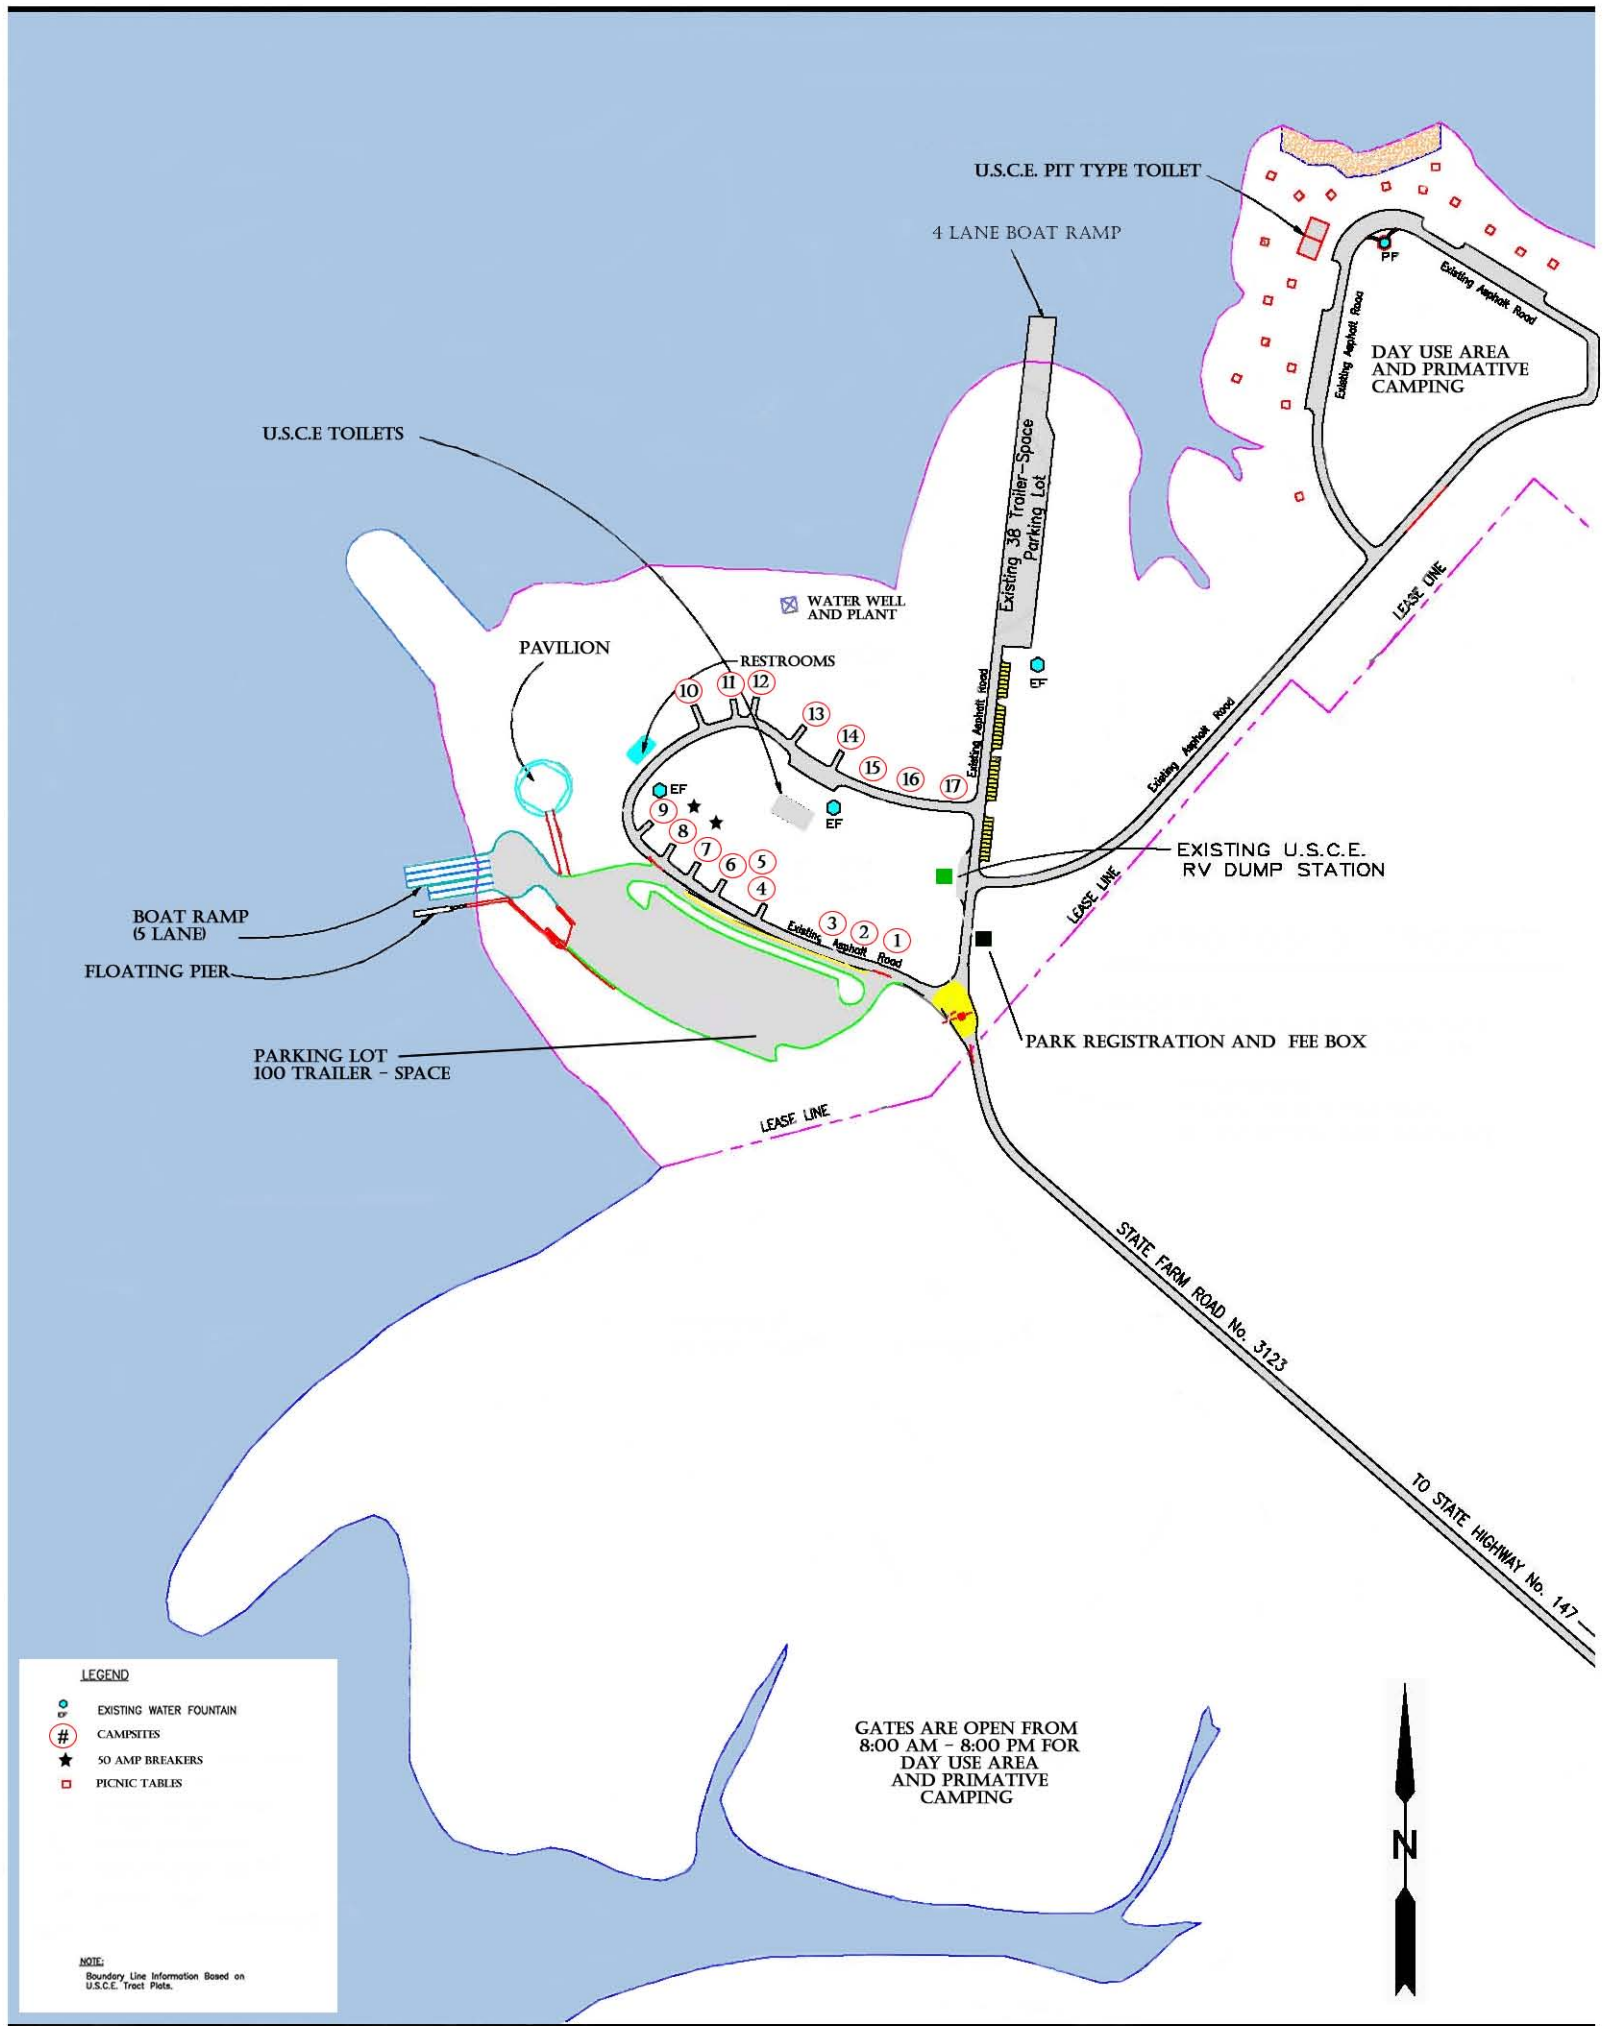 U.S.C.E. PIT TYPE TOILET
4 LANE BOAT RAMP
PF
Existing Asphalt Road
Existing Asphalt Road
DAY USE AREA
AND PRIMATIVE
CAMPING
U.S.C.E TOILETS
Existing 38 Trailer-Space
Parking Lot
LEASE LINE
WATER WELL
AND PLANT
PAVILION
RESTROOMS
EF
10
11
12
13
14
15
16
17
Existing Asphalt Road
Existing Asphalt Road
EF
EF
9
8
7
6
5
4
3
2
1
Existing Asphalt Road
EXISTING U.S.C.E.
RV DUMP STATION
LEASE LINE
BOAT RAMP
(5 LANE)
FLOATING PIER
PARK REGISTRATION AND FEE BOX
PARKING LOT
100 TRAILER - SPACE
LEASE LINE
STATE FARM ROAD No. 3123
TO STATE HIGHWAY No. 147
LEGEND
EF
EXISTING WATER FOUNTAIN
# CAMPSITES
50 AMP BREAKERS
PICNIC TABLES
NOTE:
Boundary Line Information Based on
U.S.C.E. Tract Plats.
GATES ARE OPEN FROM
8:00 AM - 8:00 PM FOR
DAY USE AREA
AND PRIMATIVE
CAMPING
N